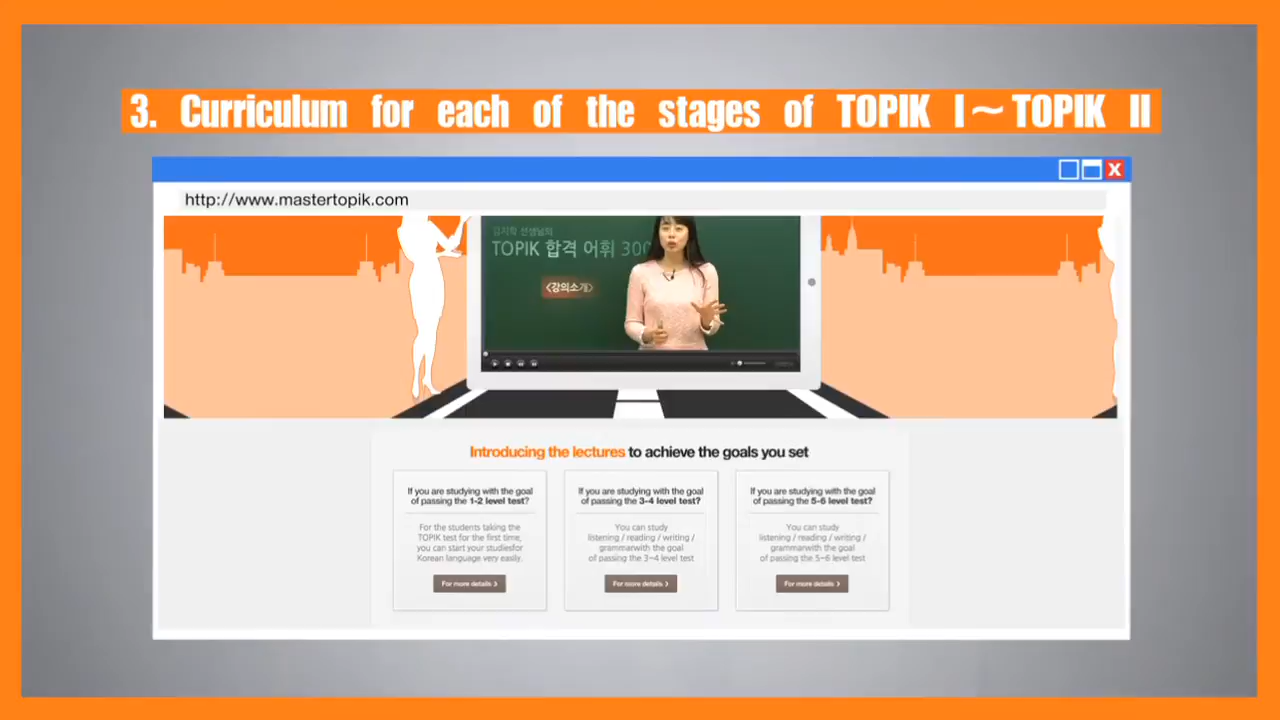 3. Curriculum for each of the stages of TOPIK I~TOPIK II
http://www.mastertopik.com
선생님의
TOPIK 합격 어휘 300
<강의소개>
Introducing the lectures to achieve the goals you set
If you are studying with the goal
of passing the 1-2 level test?
For the students taking the
TOPIK test for the first time,
you can start your studiesfor
Korean language very easily.
For more details >
If you are studying with the goal
of passing the 3-4 level test?
You can study
listening / reading / writing /
grammarwith the goal
of passing the 3~4 level test
For more details >
If you are studying with the goal
of passing the 5-6 level test?
You can study
listening / reading / writing /
grammarwith the goal
of passing the 5~6 level test
For more details >